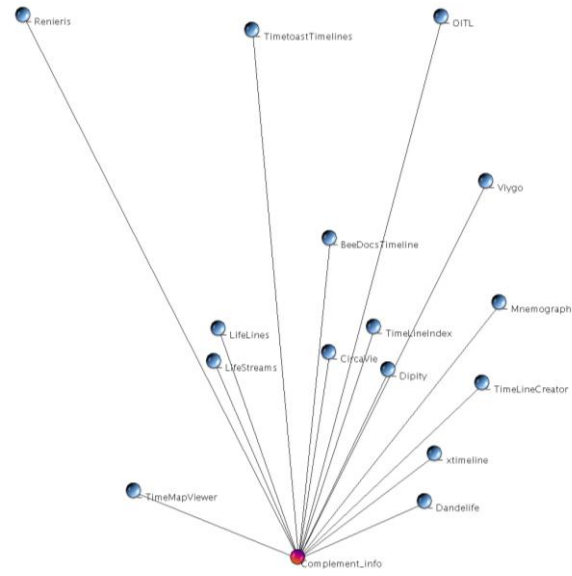 Renieris
TimetoastTimelines
OITL
Viygo
BeeDocsTimeline
Mnemograph
LifeLines
TimeLineIndex
CircaVie
LifeStreams
Dipity
TimeLineCreator
xtimeline
TimeMapViewer
Dandelife
Complement_info